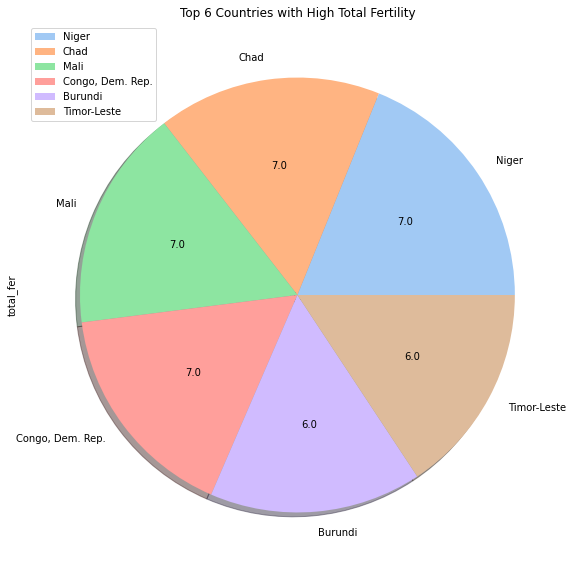 Top 6 Countries with High Total Fertility
Niger
Chad
Mali
Congo, Dem. Rep.
Burundi
Timor-Leste
Chad
Niger
Mali
Congo, Dem. Rep.
Burundi
Timor-Leste
7.0
7.0
7.0
7.0
6.0
6.0
total_fer